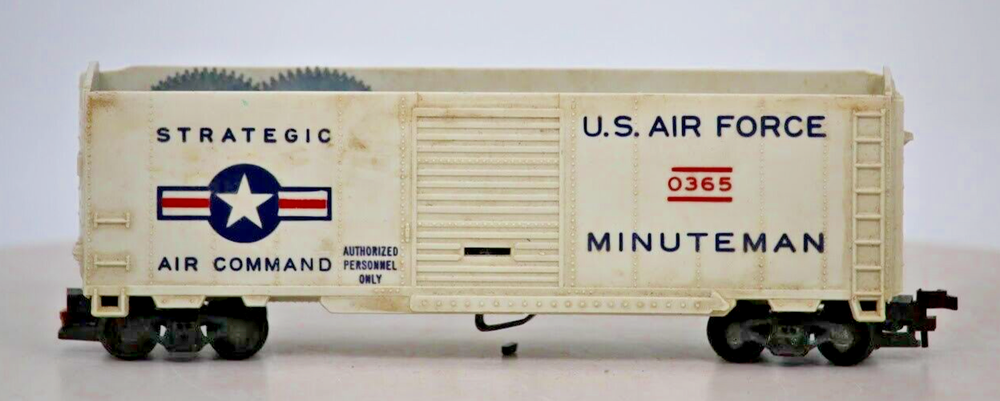 STRATEGIC
AIR COMMAND
AUTHORIZED
PERSONNEL
ONLY
U.S. AIR FORCE
0365
MINUTEMAN